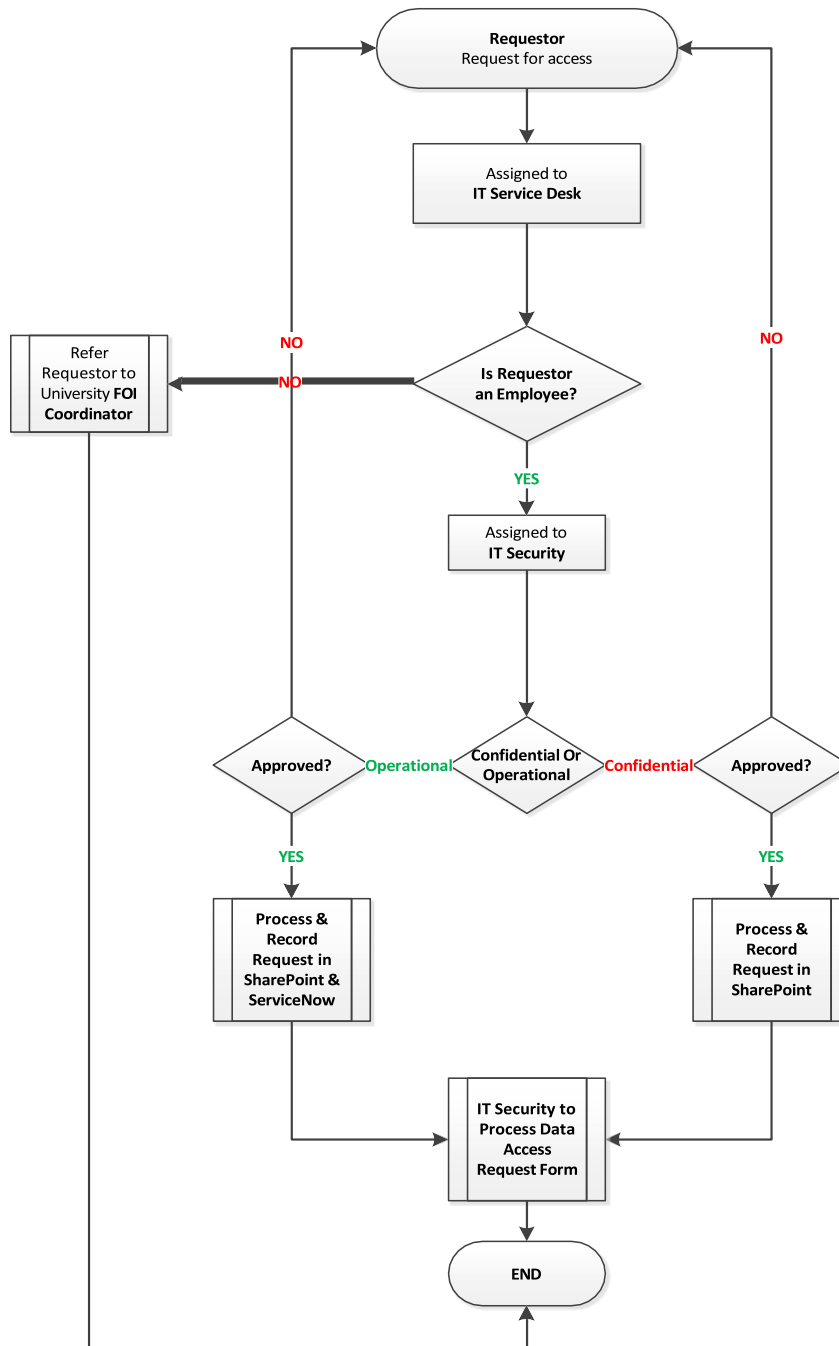 Requestor
Request for access
Assigned to
IT Service Desk
NO
NO
Refer
Requestor to
University FOI
Coordinator
NO
Is Requestor
an Employee?
YES
Assigned to
IT Security
Approved?
Operational
Confidential Or
Operational
Confidential
Approved?
YES
YES
Process &
Record
Request in
SharePoint &
ServiceNow
Process &
Record
Request in
SharePoint
IT Security to
Process Data
Access
Request Form
END